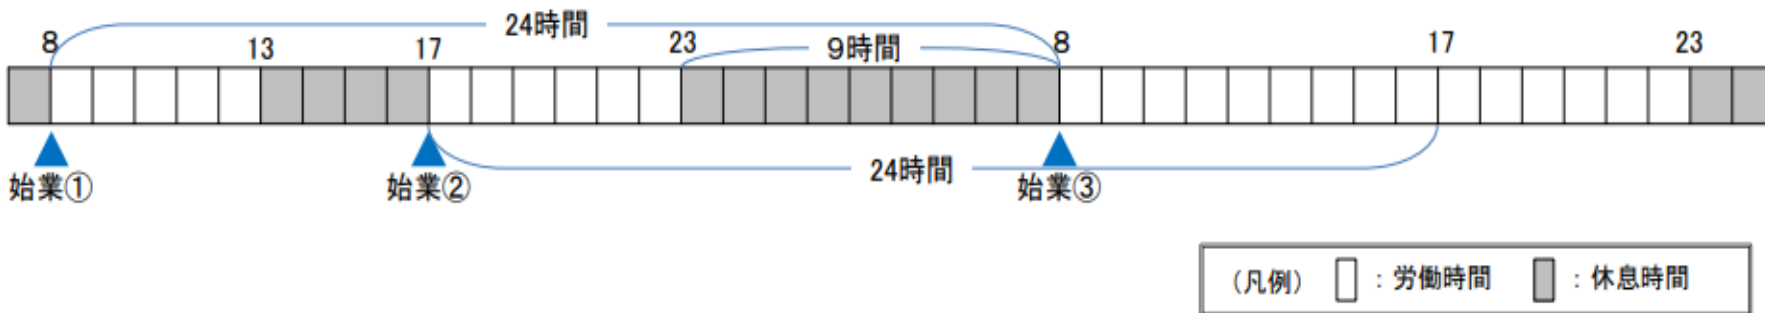 24時間
8 13 17 23 9時間 8 17 23
24時間
始業① 始業② 始業③
(凡例) :労働時間 :休息時間